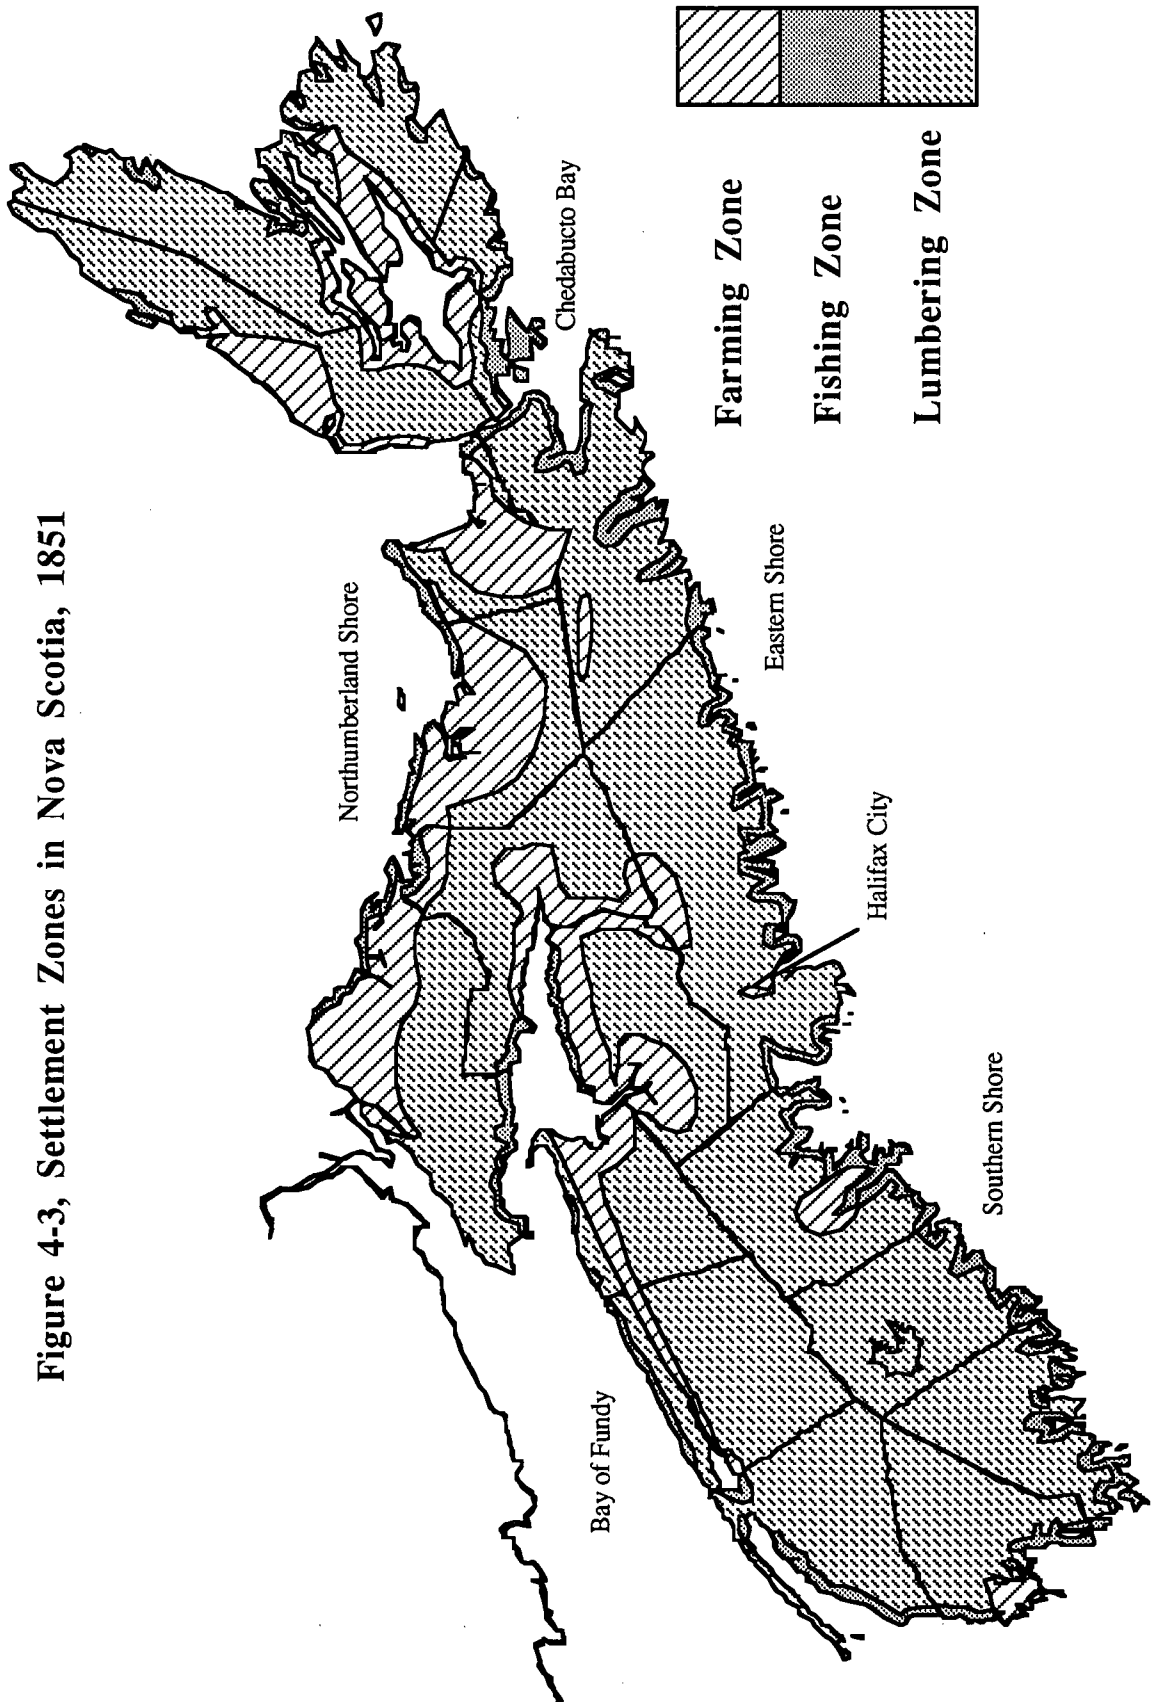 Figure 4-3, Settlement Zones in Nova Scotia, 1851
Northumberland Shore
Chedabucto Bay
Eastern Shore
Halifax City
Bay of Fundy
Southern Shore
Farming Zone
Fishing Zone
Lumbering Zone